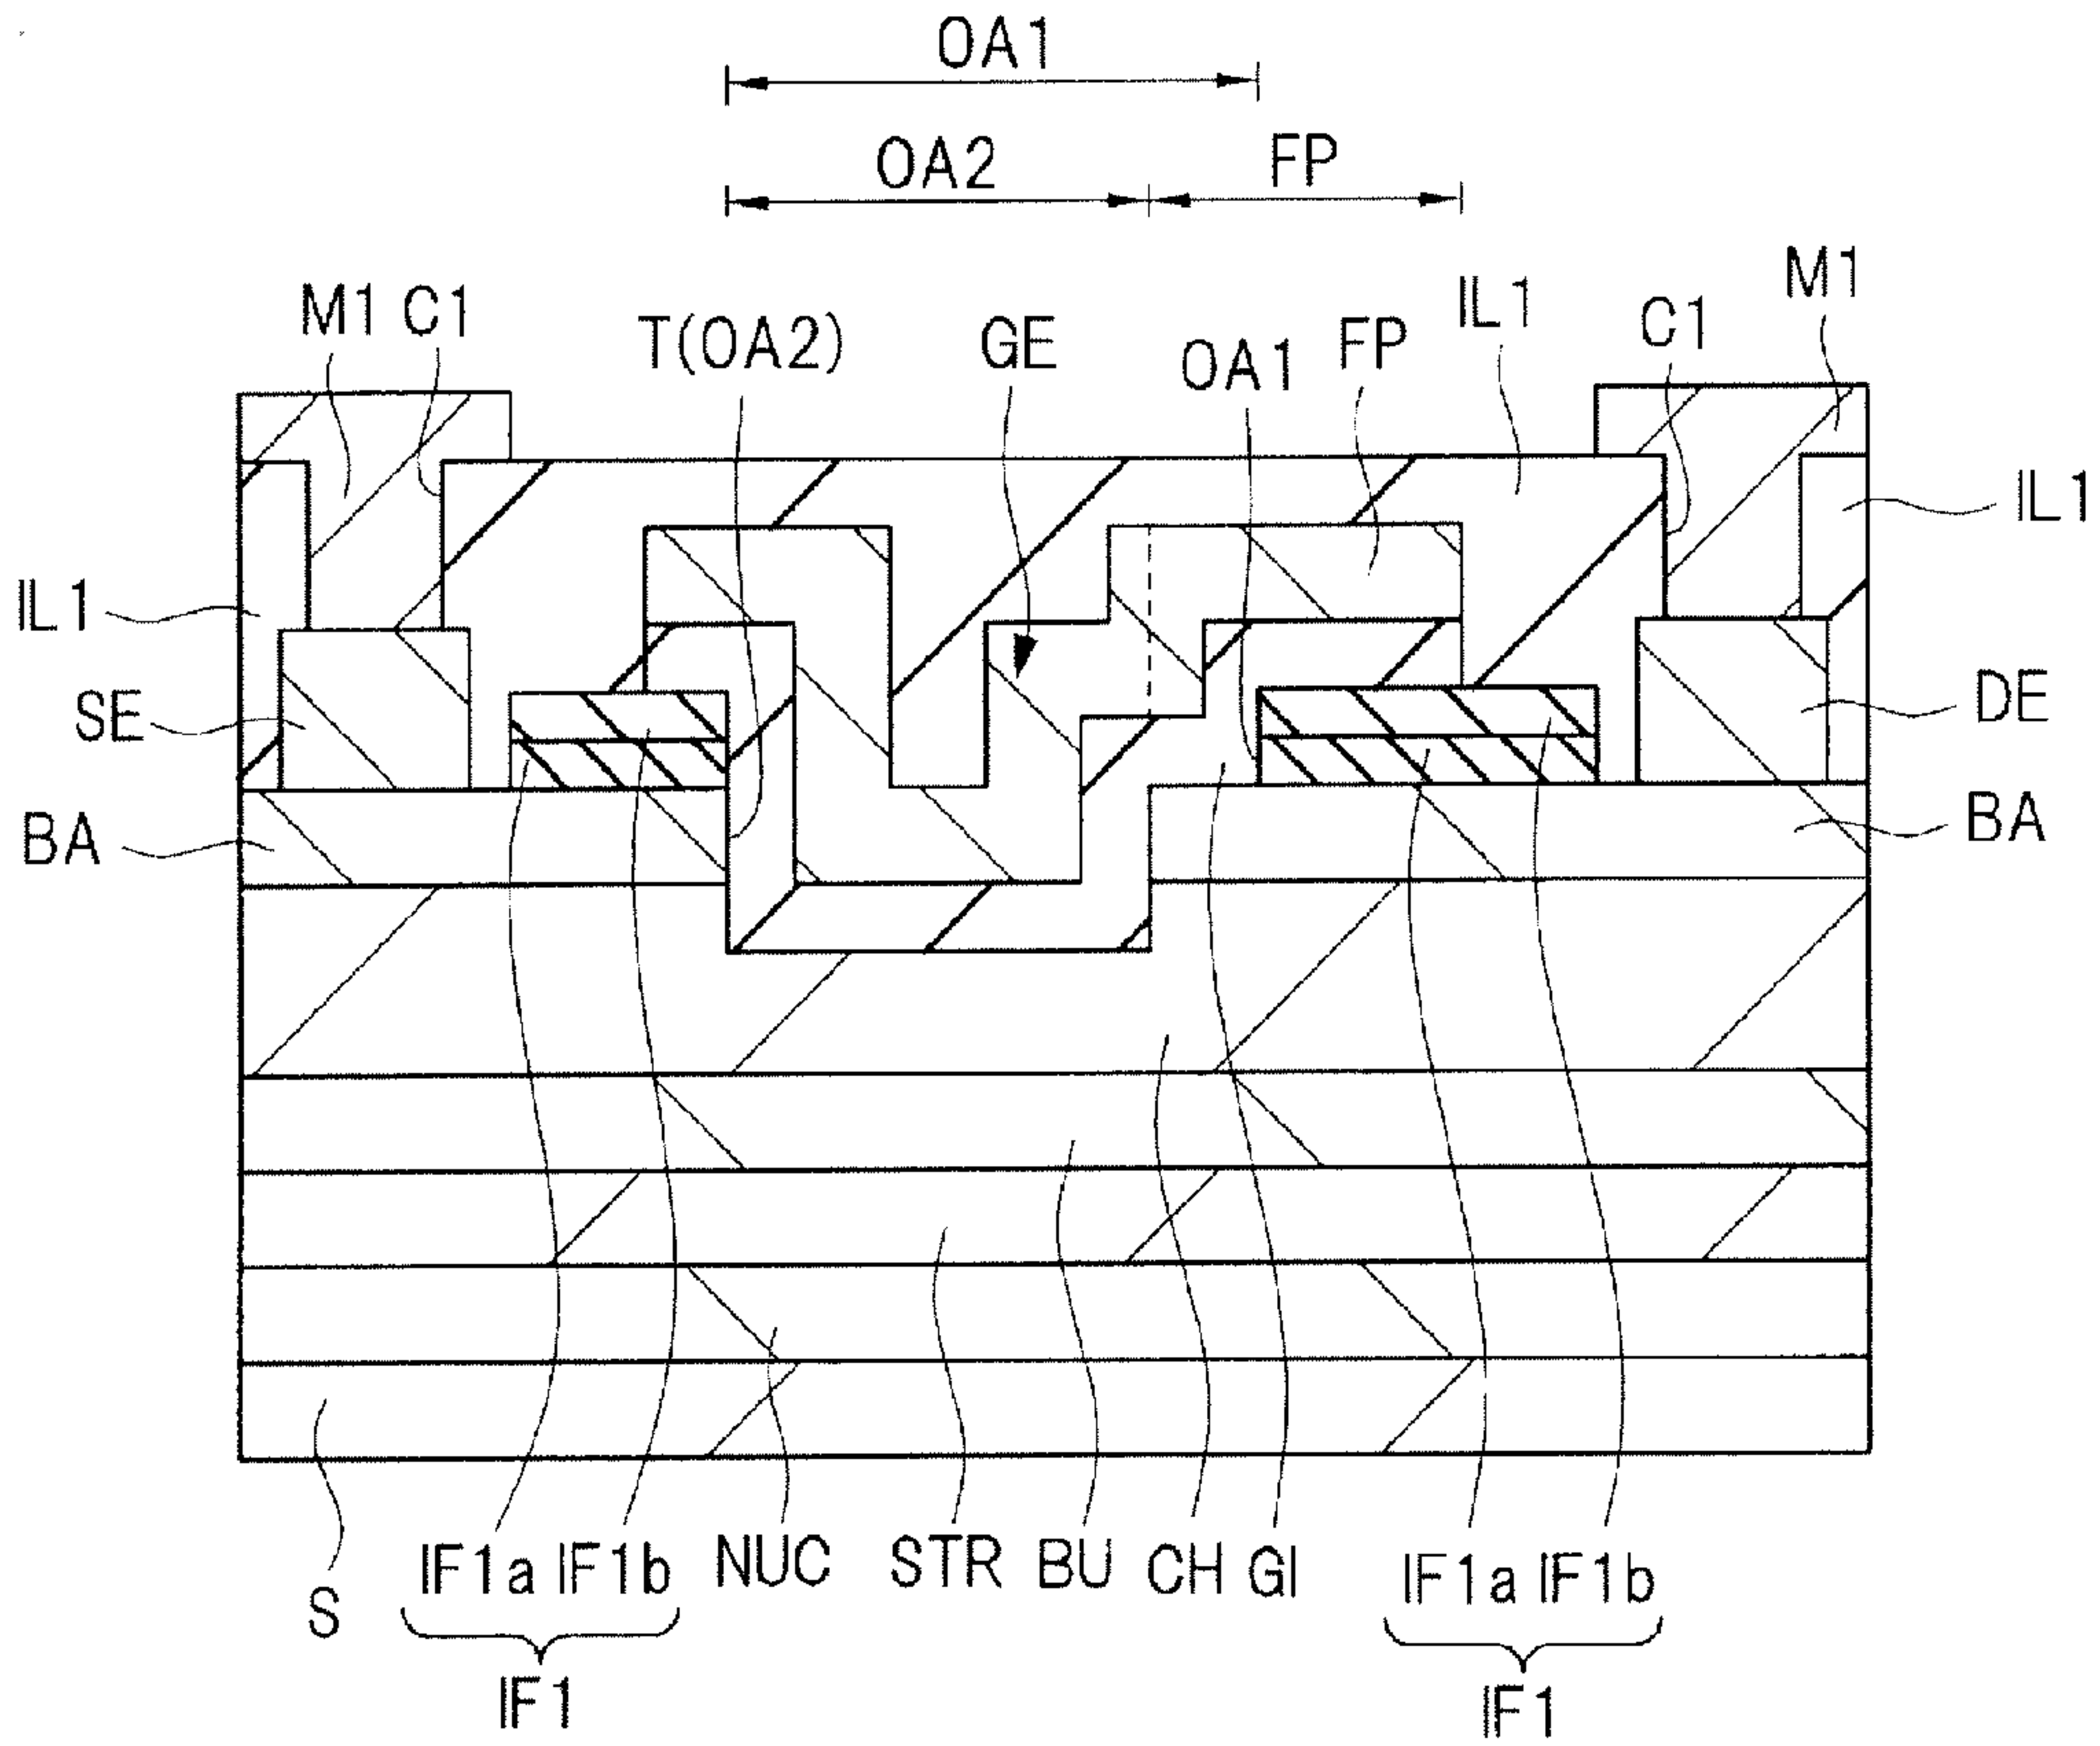 OA1
OA2 FP
M1 C1 T(OA2) GE OA1 FP IL1 C1 M1
IL1 IL1
SE DE
BA BA
S IF1a IF1b NUC STR BU CH GI IF1a IF1b
IF1 IF1